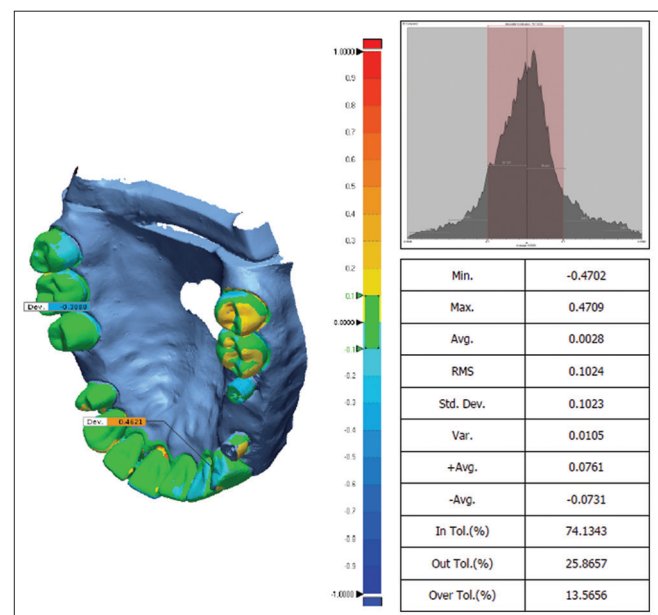 Dev. -0.3088
Dev. 0.4621
1.0000
0.9
0.8
0.7
0.6
0.5
0.4
0.3
0.2
0.1
0.0000
-0.1
-0.2
-0.3
-0.4
-0.5
-0.6
-0.7
-0.8
-0.9
-1.0000
Min. -0.4702
Max. 0.4709
Avg. 0.0028
RMS 0.1024
Std. Dev. 0.1023
Var. 0.0105
+Avg. 0.0761
-Avg. -0.0731
In Tol.(%) 74.1343
Out Tol.(%) 25.8657
Over Tol.(%) 13.5656